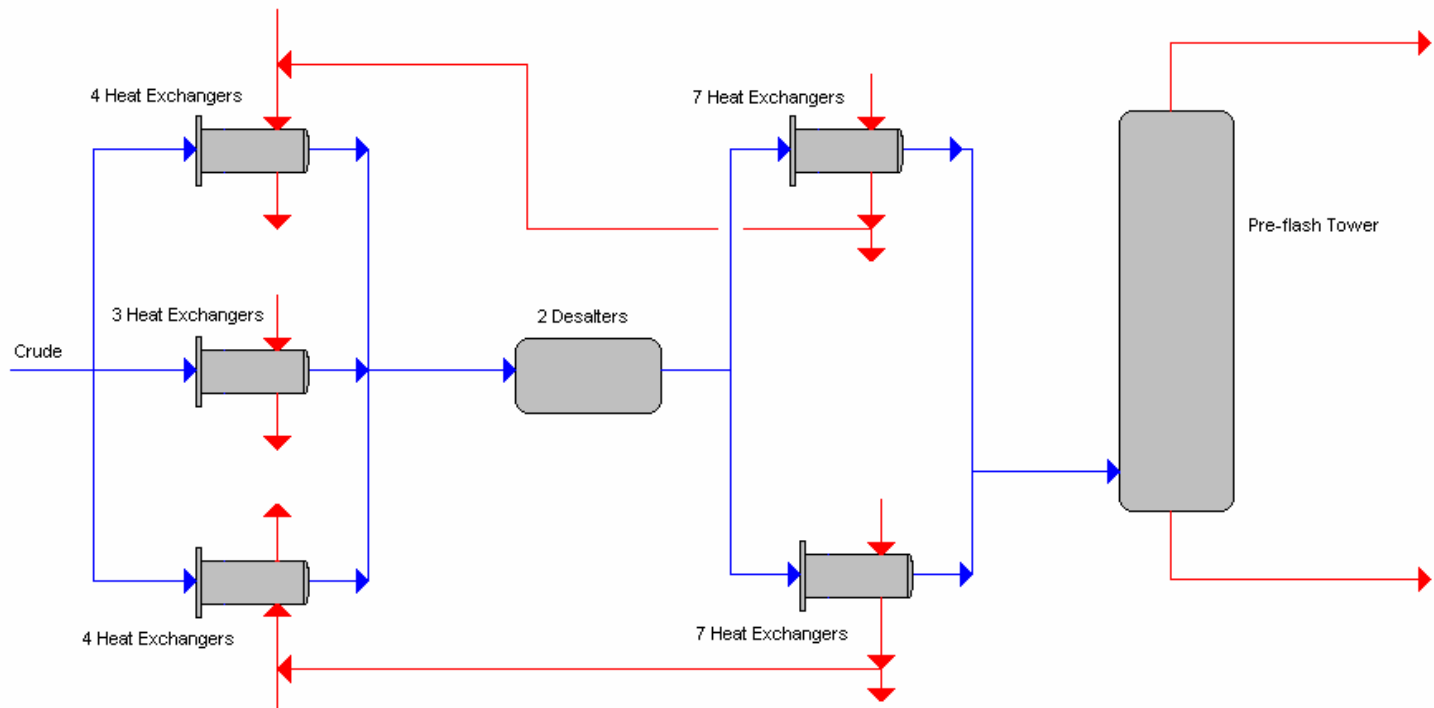 4 Heat Exchangers
7 Heat Exchangers
Pre-flash Tower
3 Heat Exchangers
2 Desalters
Crude
4 Heat Exchangers
7 Heat Exchangers